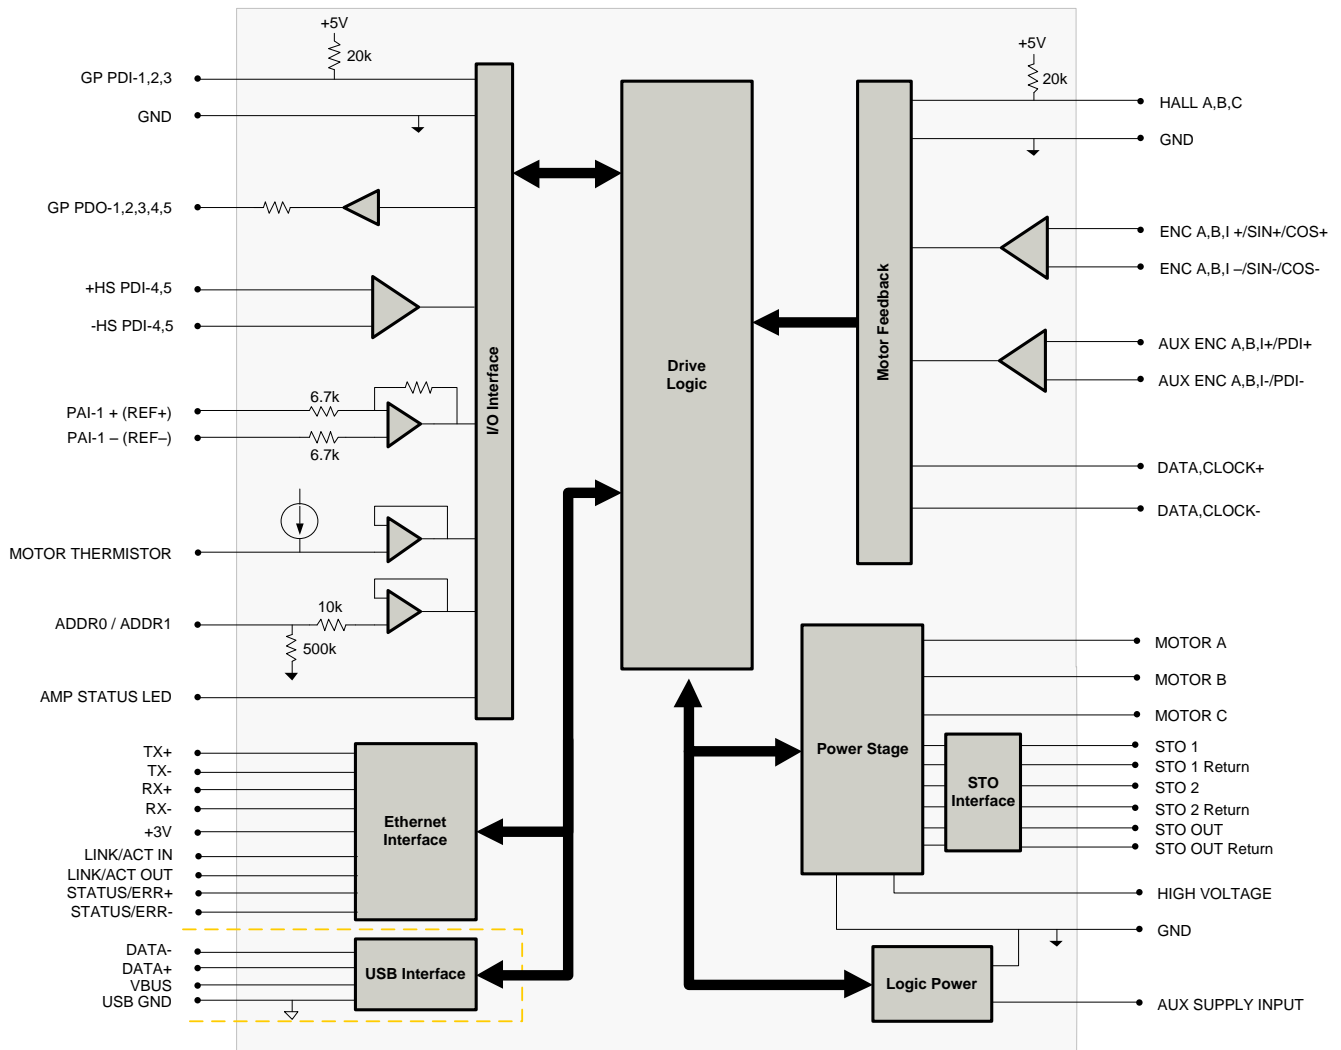 +5V
20k
GP PDI-1,2,3
GND
GP PDO-1,2,3,4,5
+HS PDI-4,5
-HS PDI-4,5
6.7k
PAI-1 + (REF+)
PAI-1 – (REF–)
6.7k
MOTOR THERMISTOR
10k
ADDR0 / ADDR1
500k
AMP STATUS LED
I/O Interface
TX+
TX-
RX+
RX-
+3V
LINK/ACT IN
LINK/ACT OUT
STATUS/ERR+
STATUS/ERR-
Ethernet
Interface
DATA-
DATA+
VBUS
USB GND
USB Interface
Drive
Logic
Motor Feedback
+5V
20k
HALL A,B,C
GND
ENC A,B,I +/SIN+/COS+
ENC A,B,I –/SIN-/COS-
AUX ENC A,B,I+/PDI+
AUX ENC A,B,I-/PDI-
DATA,CLOCK+
DATA,CLOCK-
Power Stage
MOTOR A
MOTOR B
MOTOR C
STO
Interface
STO 1
STO 1 Return
STO 2
STO 2 Return
STO OUT
STO OUT Return
HIGH VOLTAGE
GND
Logic Power
AUX SUPPLY INPUT